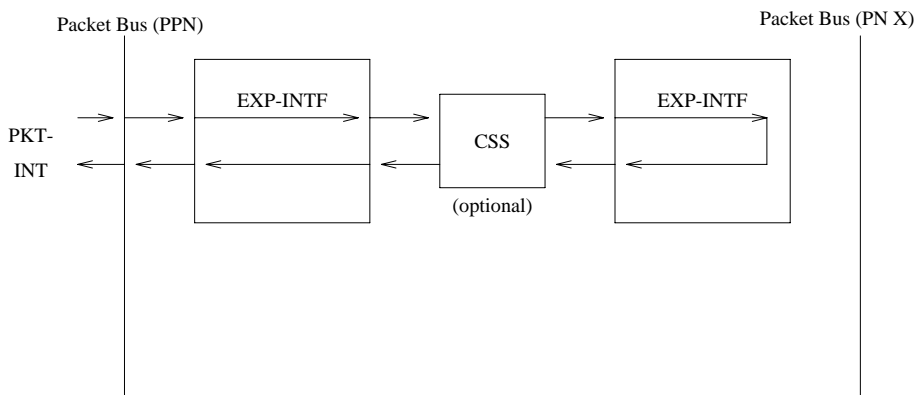 Packet Bus (PPN)
Packet Bus (PN X)
EXP-INTF
EXP-INTF
PKT-
INT
CSS
(optional)